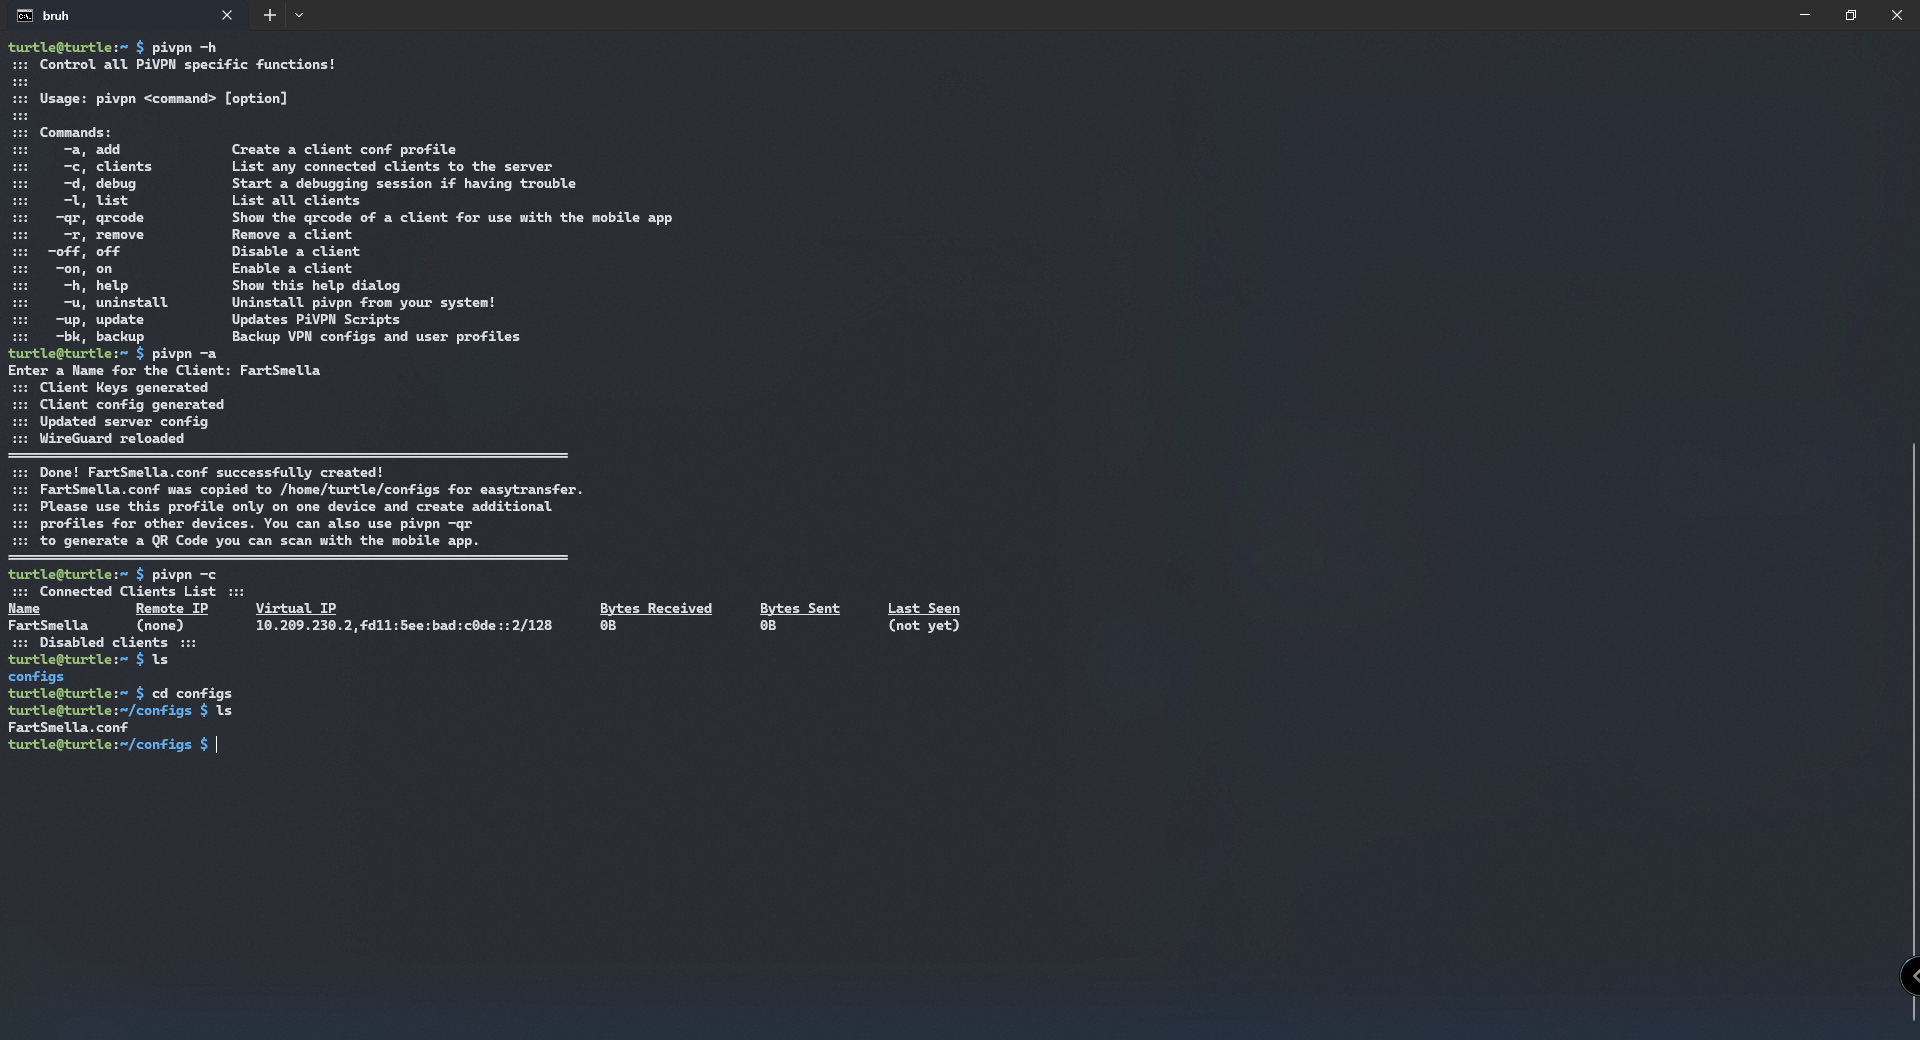 bruh
turtle@turtle:~ $ pivpn -h
::: Control all PiVPN specific functions!
:::
::: Usage: pivpn <command> [option]
:::
::: Commands:
:::    -a, add              Create a client conf profile
:::    -c, clients          List any connected clients to the server
:::    -d, debug            Start a debugging session if having trouble
:::    -l, list             List all clients
:::   -qr, qrcode           Show the qrcode of a client for use with the mobile app
:::    -r, remove           Remove a client
:::  -off, off              Disable a client
:::   -on, on               Enable a client
:::    -h, help             Show this help dialog
:::    -u, uninstall        Uninstall pivpn from your system!
:::   -up, update           Updates PiVPN Scripts
:::   -bk, backup           Backup VPN configs and user profiles
turtle@turtle:~ $ pivpn -a
Enter a Name for the Client: FartSmella
::: Client Keys generated
::: Client config generated
::: Updated server config
::: WireGuard reloaded
======================================================================
::: Done! FartSmella.conf successfully created!
::: FartSmella.conf was copied to /home/turtle/configs for easytransfer.
::: Please use this profile only on one device and create additional
::: profiles for other devices. You can also use pivpn -qr
::: to generate a QR Code you can scan with the mobile app.
======================================================================
turtle@turtle:~ $ pivpn -c
::: Connected Clients List :::
Name            Remote IP      Virtual IP                                 Bytes Received      Bytes Sent      Last Seen
FartSmella      (none)         10.209.230.2,fd11:5ee:bad:c0de::2/128      0B                  0B              (not yet)
::: Disabled clients :::
turtle@turtle:~ $ ls
configs
turtle@turtle:~ $ cd configs
turtle@turtle:~/configs $ ls
FartSmella.conf
turtle@turtle:~/configs $